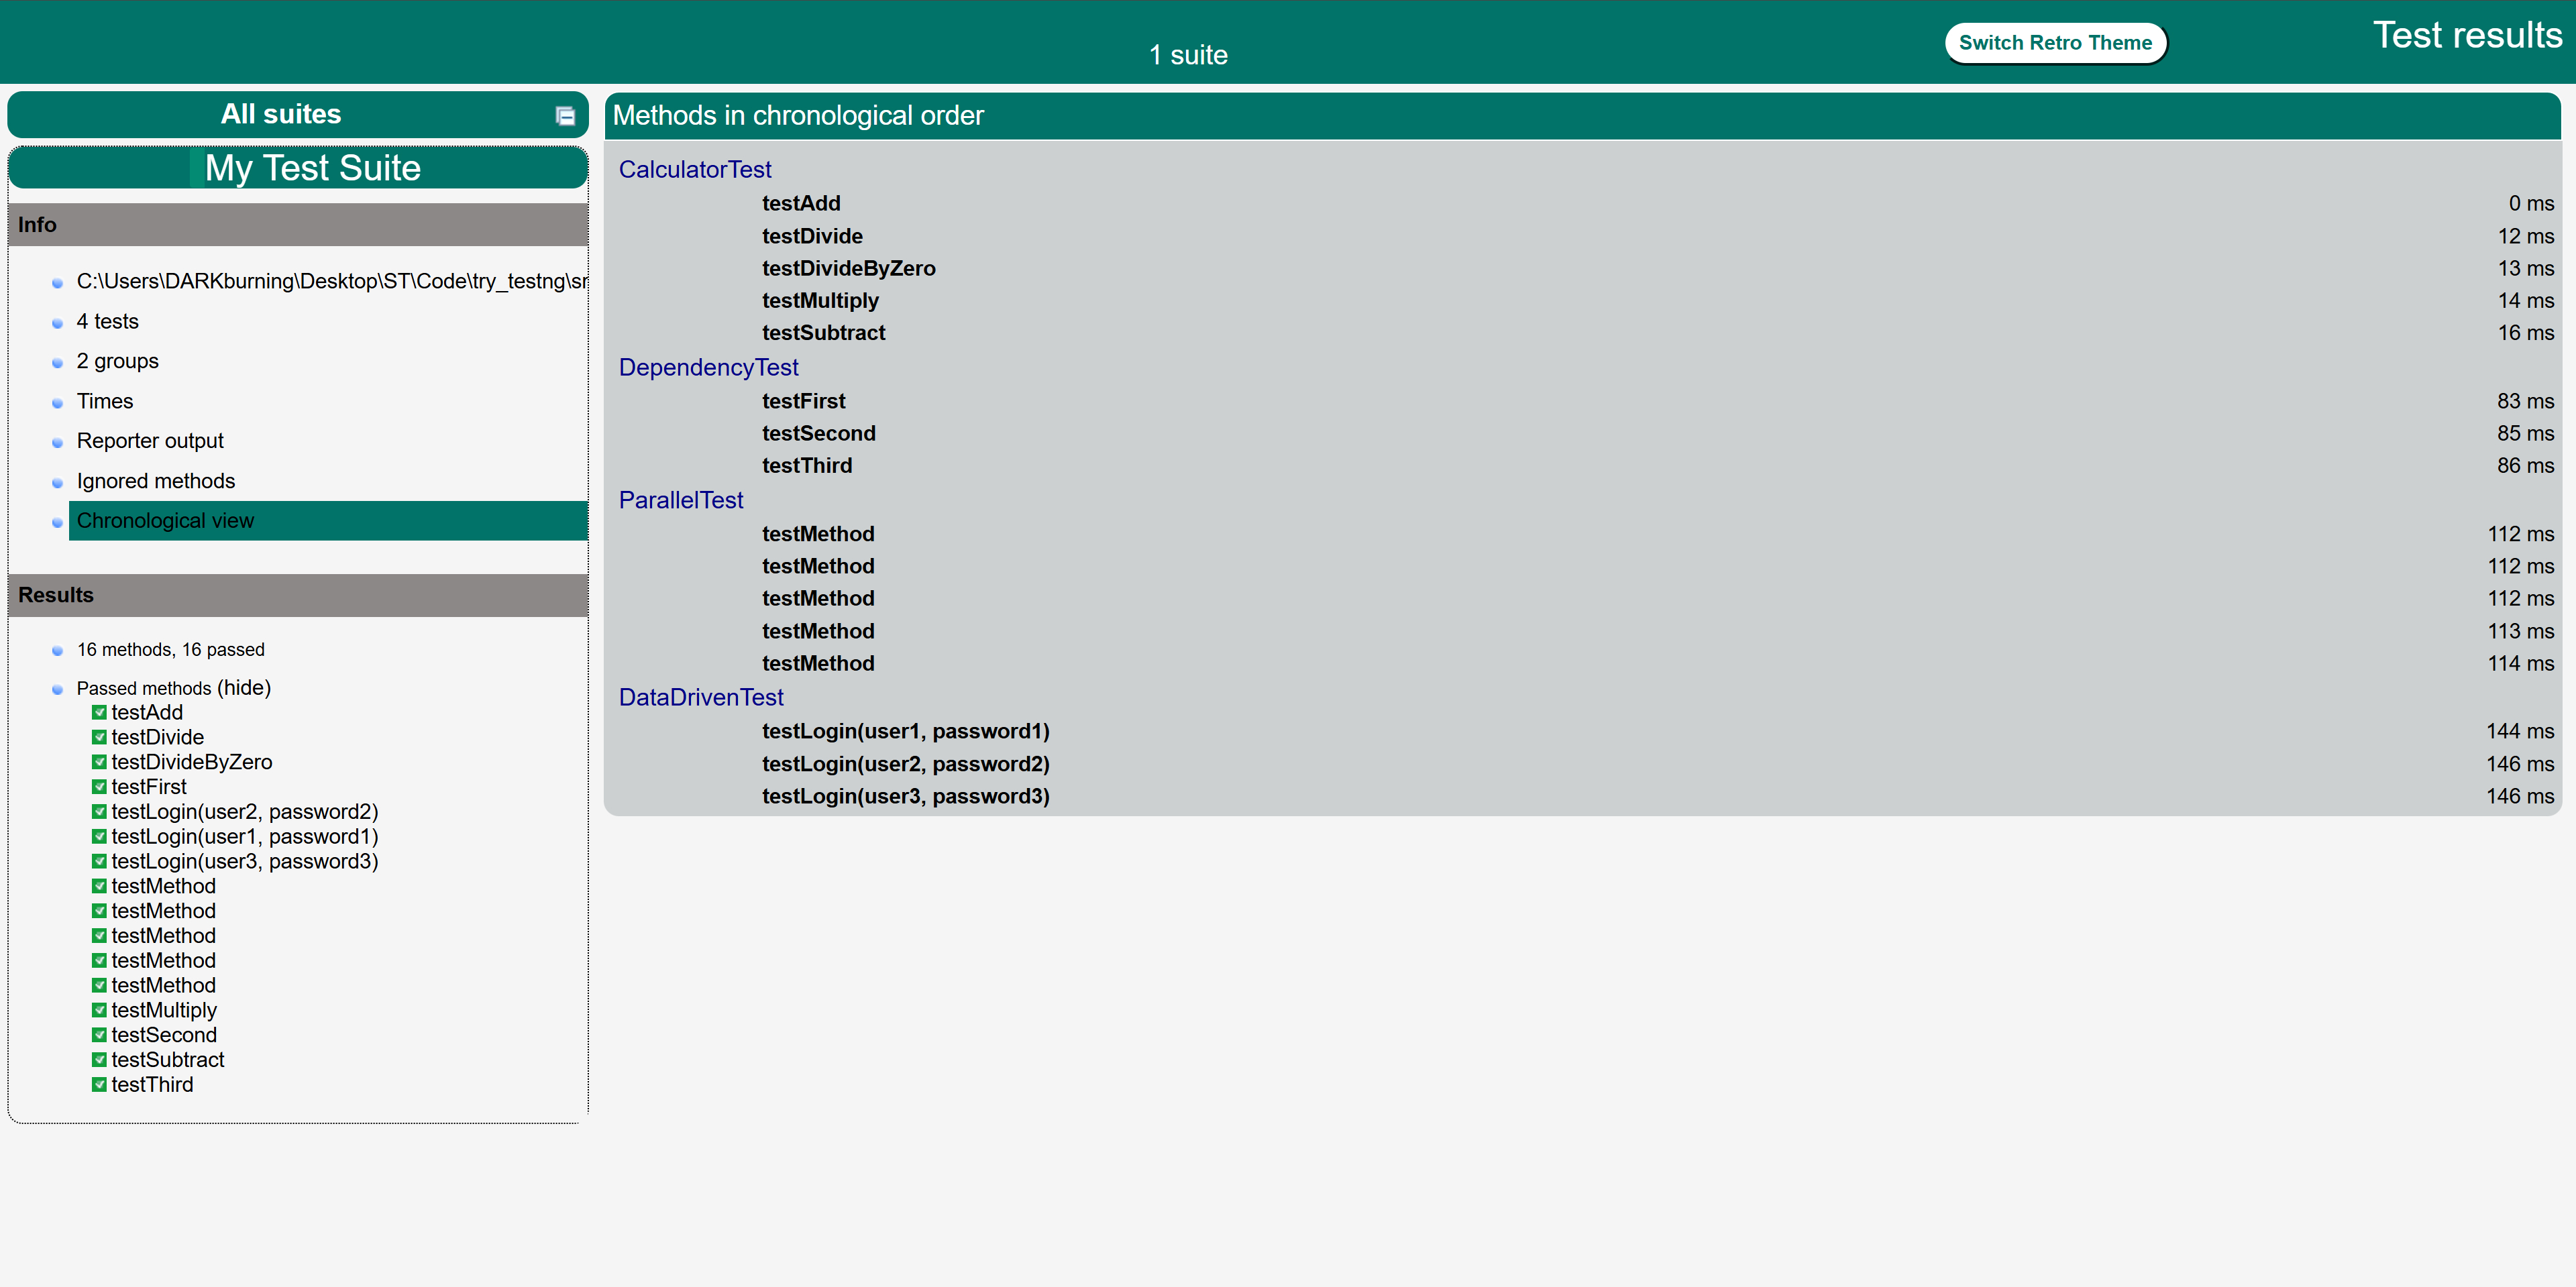 1 suite
Switch Retro Theme
Test results
All suites
My Test Suite
Info
C:\Users\DARKburning\Desktop\ST\Code\try_testng\sr
4 tests
2 groups
Times
Reporter output
Ignored methods
Chronological view
Results
16 methods, 16 passed
Passed methods (hide)
testAdd
testDivide
testDivideByZero
testFirst
testLogin(user2, password2)
testLogin(user1, password1)
testLogin(user3, password3)
testMethod
testMethod
testMethod
testMethod
testMethod
testMultiply
testSecond
testSubtract
testThird
Methods in chronological order
CalculatorTest
testAdd 0 ms
testDivide 12 ms
testDivideByZero 13 ms
testMultiply 14 ms
testSubtract 16 ms
DependencyTest
testFirst 83 ms
testSecond 85 ms
testThird 86 ms
ParallelTest
testMethod 112 ms
testMethod 112 ms
testMethod 112 ms
testMethod 113 ms
testMethod 114 ms
DataDrivenTest
testLogin(user1, password1) 144 ms
testLogin(user2, password2) 146 ms
testLogin(user3, password3) 146 ms